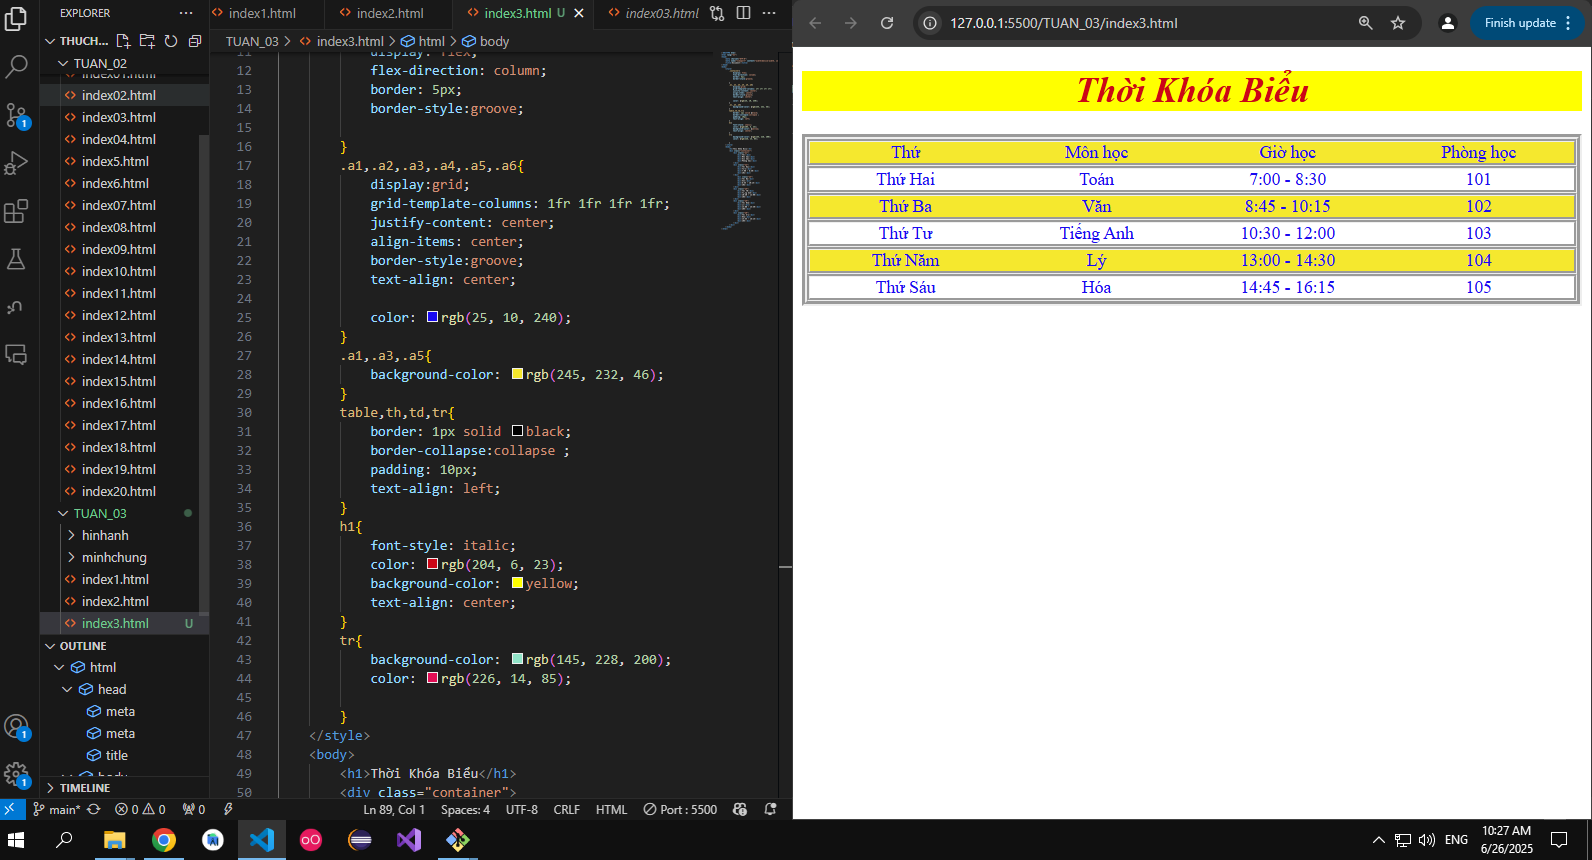 EXPLORER
THUCH...
TUAN_02
index01.html
index02.html
index03.html
index04.html
index5.html
index6.html
index07.html
index08.html
index09.html
index10.html
index11.html
index12.html
index13.html
index14.html
index15.html
index16.html
index17.html
index18.html
index19.html
index20.html
TUAN_03
hinhanh
minhchung
index1.html
index2.html
index3.html U
OUTLINE
html
head
meta
meta
title
body
TIMELINE
index1.html
index2.html
index3.html U
index03.html
TUAN_03 > index3.html > html > body
11 display: flex;
12 flex-direction: column;
13 border: 5px;
14 border-style:groove;
15
16 }
17 .a1,.a2,.a3,.a4,.a5,.a6{
18 display:grid;
19 grid-template-columns: 1fr 1fr 1fr 1fr;
20 justify-content: center;
21 align-items: center;
22 border-style:groove;
23 text-align: center;
24
25 color: rgb(25, 10, 240);
26 }
27 .a1,.a3,.a5{
28 background-color: rgb(245, 232, 46);
29 }
30 table,th,td,tr{
31 border: 1px solid black;
32 border-collapse:collapse ;
33 padding: 10px;
34 text-align: left;
35 }
36 h1{
37 font-style: italic;
38 color: rgb(204, 6, 23);
39 background-color: yellow;
40 text-align: center;
41 }
42 tr{
43 background-color: rgb(145, 228, 200);
44 color: rgb(226, 14, 85);
45
46 }
47 </style>
48 <body>
49 <h1>Thời Khóa Biểu</h1>
50 <div class="container">
1
1
1
main* 0 0 0
Ln 89, Col 1 Spaces: 4 UTF-8 CRLF HTML Port : 5500
127.0.0.1:5500/TUAN_03/index3.html
Finish update
Thời Khóa Biểu
Thứ Môn học Giờ học Phòng học
Thứ Hai Toán 7:00 - 8:30 101
Thứ Ba Văn 8:45 - 10:15 102
Thứ Tư Tiếng Anh 10:30 - 12:00 103
Thứ Năm Lý 13:00 - 14:30 104
Thứ Sáu Hóa 14:45 - 16:15 105
ENG
10:27 AM
6/26/2025